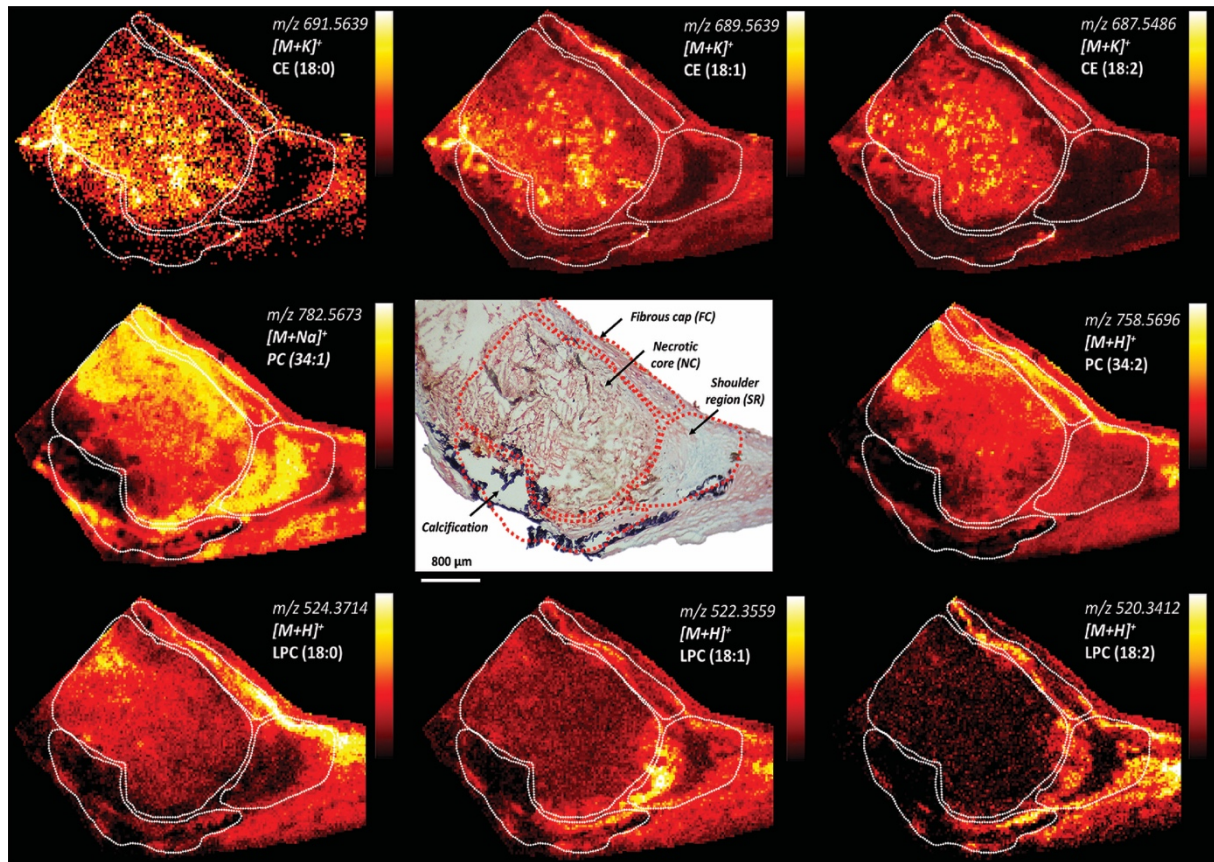 m/z 691.5639
[M+K]⁺
CE (18:0)
m/z 689.5639
[M+K]⁺
CE (18:1)
m/z 687.5486
[M+K]⁺
CE (18:2)
m/z 782.5673
[M+Na]⁺
PC (34:1)
Fibrous cap (FC)
Necrotic
core (NC)
Shoulder
region (SR)
Calcification
800 µm
m/z 758.5696
[M+H]⁺
PC (34:2)
m/z 524.3714
[M+H]⁺
LPC (18:0)
m/z 522.3559
[M+H]⁺
LPC (18:1)
m/z 520.3412
[M+H]⁺
LPC (18:2)